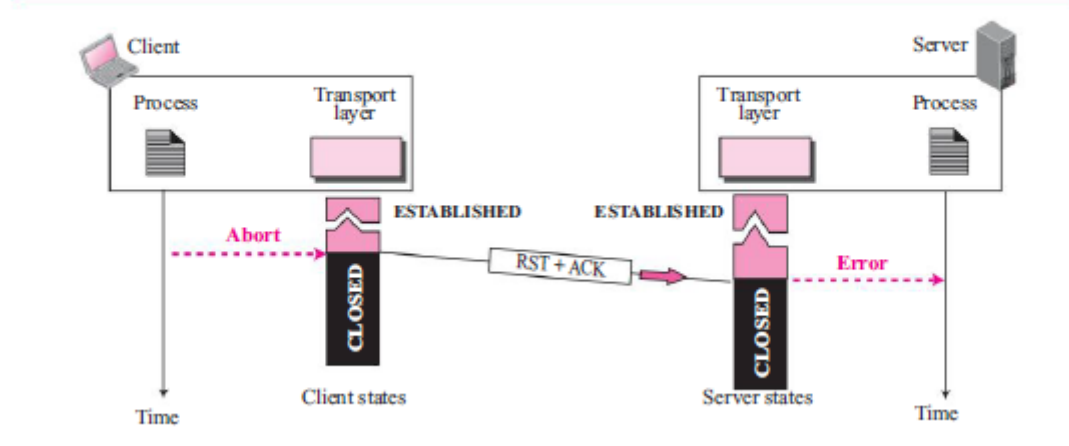 Client
Server
Process
Transport
layer
Transport
layer
Process
ESTABLISHED
ESTABLISHED
Abort
RST + ACK
Error
CLOSED
CLOSED
Client states
Server states
Time
Time